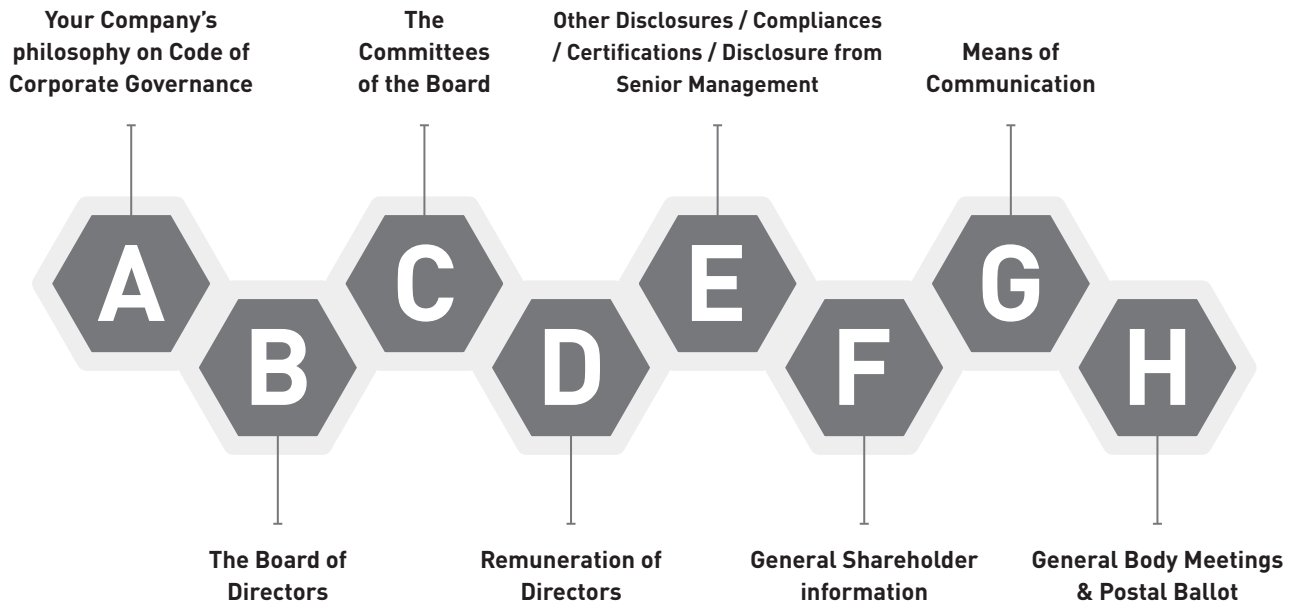 Your Company's
philosophy on Code of
Corporate Governance
The
Committees
of the Board
Other Disclosures / Compliances
/ Certifications / Disclosure from
Senior Management
Means of
Communication
A
B
C
D
E
F
G
H
The Board of
Directors
Remuneration of
Directors
General Shareholder
information
General Body Meetings
& Postal Ballot